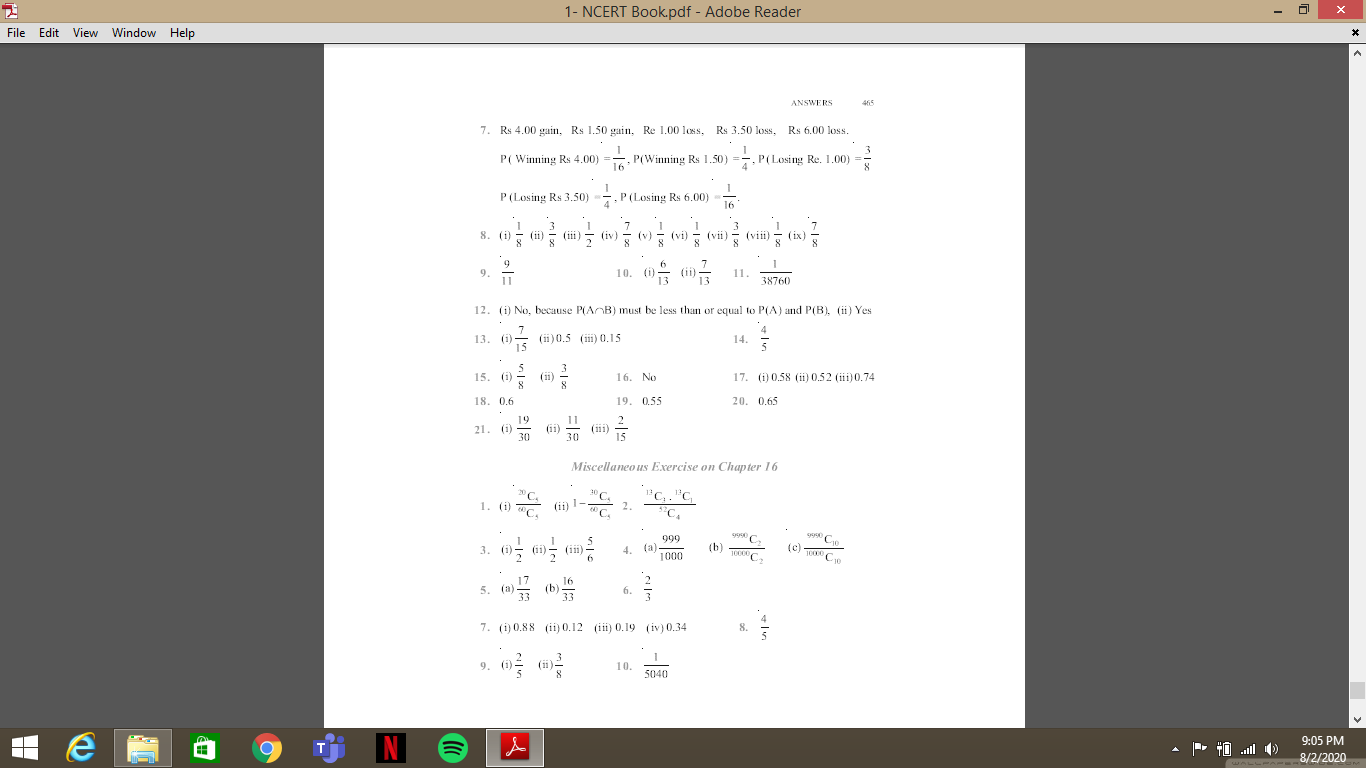 1- NCERT Book.pdf - Adobe Reader
File Edit View Window Help
ANSWERS 465
7. Rs 4.00 gain, Rs 1.50 gain, Re 1.00 loss, Rs 3.50 loss, Rs 6.00 loss.
P ( Winning Rs 4.00) = 1/16 , P(Winning Rs 1.50) = 1/4 , P (Losing Re. 1.00) = 3/8
P (Losing Rs 3.50) = 1/4 , P (Losing Rs 6.00) = 1/16 .
8. (i) 1/8 (ii) 3/8 (iii) 1/2 (iv) 7/8 (v) 1/8 (vi) 1/8 (vii) 3/8 (viii) 1/8 (ix) 7/8
9. 9/11 10. (i) 6/13 (ii) 7/13 11. 1/38760
12. (i) No, because P(A∩B) must be less than or equal to P(A) and P(B), (ii) Yes
13. (i) 7/15 (ii) 0.5 (iii) 0.15 14. 4/5
15. (i) 5/8 (ii) 3/8 16. No 17. (i) 0.58 (ii) 0.52 (iii) 0.74
18. 0.6 19. 0.55 20. 0.65
21. (i) 19/30 (ii) 11/30 (iii) 2/15
Miscellaneous Exercise on Chapter 16
1. (i) ²⁰C₅/⁶⁰C₅ (ii) 1 − ³⁰C₅/⁶⁰C₅ 2. ¹³C₃ . ¹³C₁/⁵²C₄
3. (i) 1/2 (ii) 1/2 (iii) 5/6 4. (a) 999/1000 (b) ⁹⁹⁹⁰C₂/¹⁰⁰⁰⁰C₂ (c) ⁹⁹⁹⁰C₁₀/¹⁰⁰⁰⁰C₁₀
5. (a) 17/33 (b) 16/33 6. 2/3
7. (i) 0.88 (ii) 0.12 (iii) 0.19 (iv) 0.34 8. 4/5
9. (i) 2/5 (ii) 3/8 10. 1/5040
9:05 PM
8/2/2020